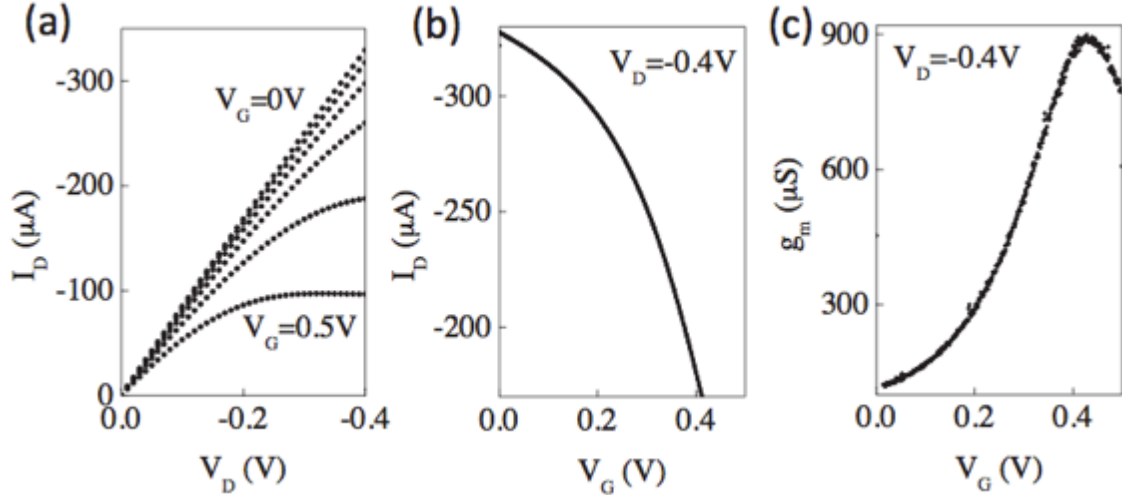 (a)
-300
-200
-100
0
I_D (μA)
V_G=0V
V_G=0.5V
0.0 -0.2 -0.4
V_D (V)
(b)
V_D=-0.4V
-300
-250
-200
I_D (μA)
0.0 0.2 0.4
V_G (V)
(c)
V_D=-0.4V
900
600
300
g_m (μS)
0.0 0.2 0.4
V_G (V)